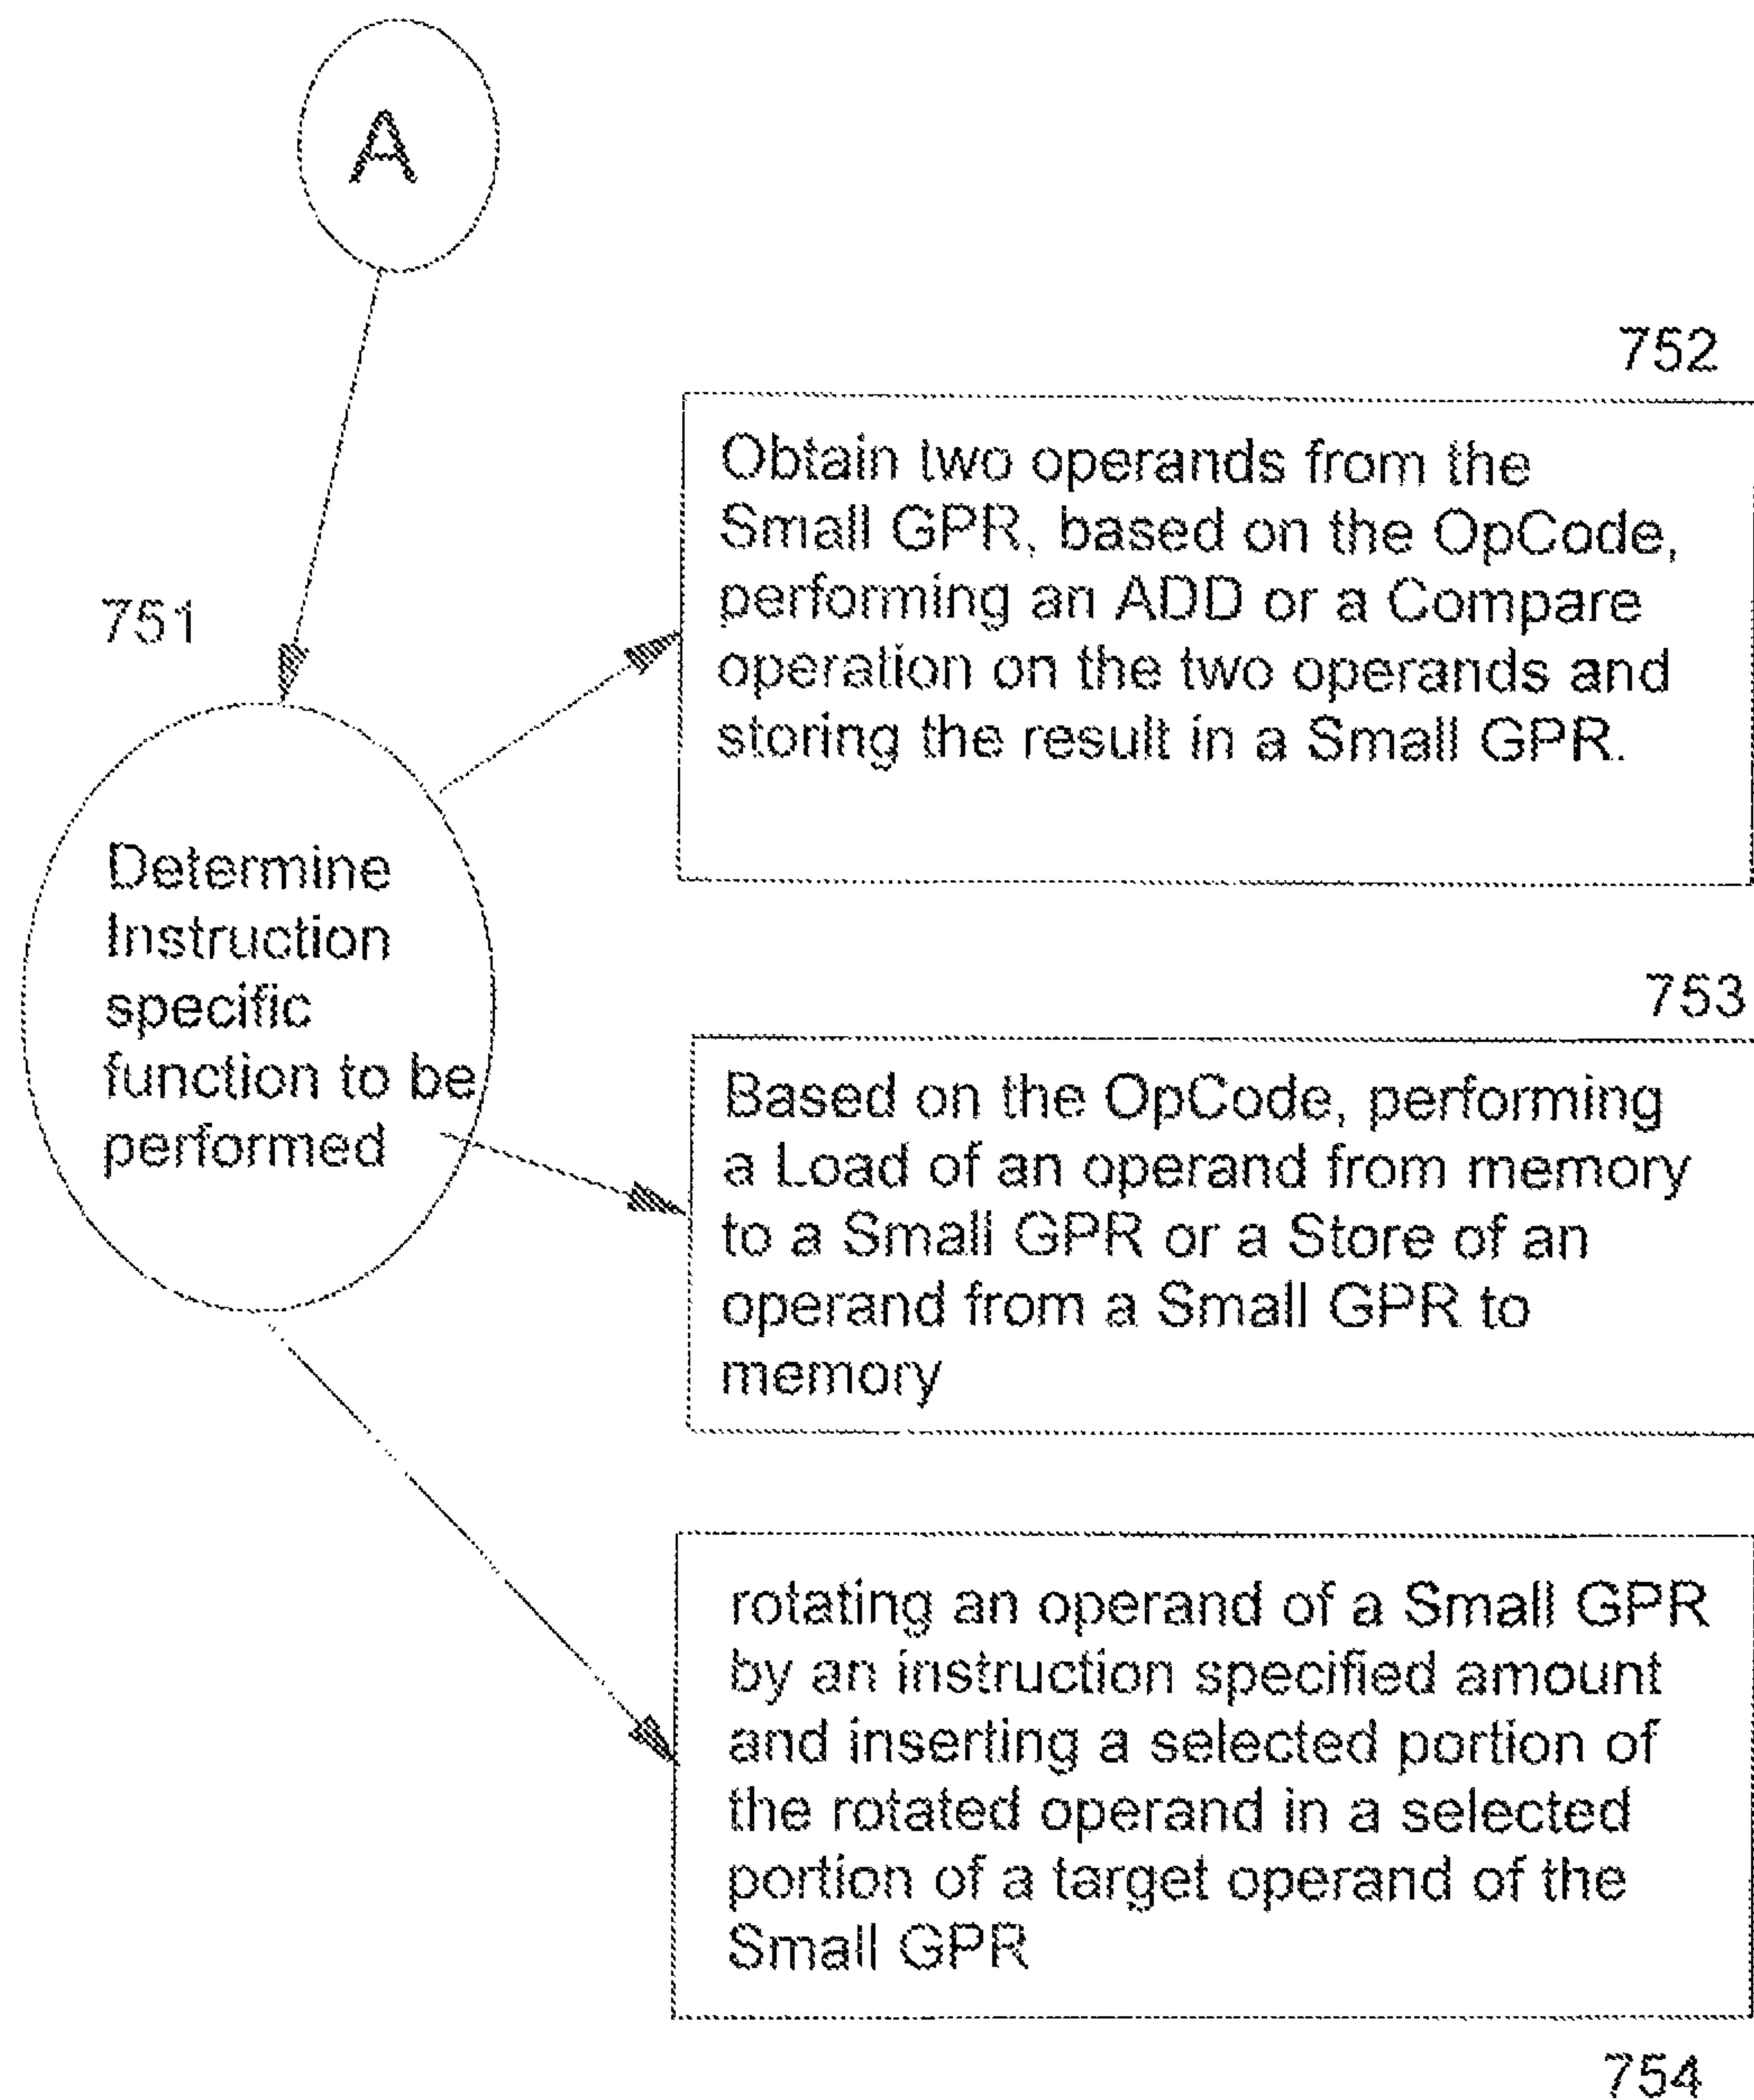 A
751
Determine
Instruction
specific
function to be
performed
752
Obtain two operands from the
Small GPR, based on the OpCode,
performing an ADD or a Compare
operation on the two operands and
storing the result in a Small GPR.
753
Based on the OpCode, performing
a Load of an operand from memory
to a Small GPR or a Store of an
operand from a Small GPR to
memory
rotating an operand of a Small GPR
by an instruction specified amount
and inserting a selected portion of
the rotated operand in a selected
portion of a target operand of the
Small GPR
754